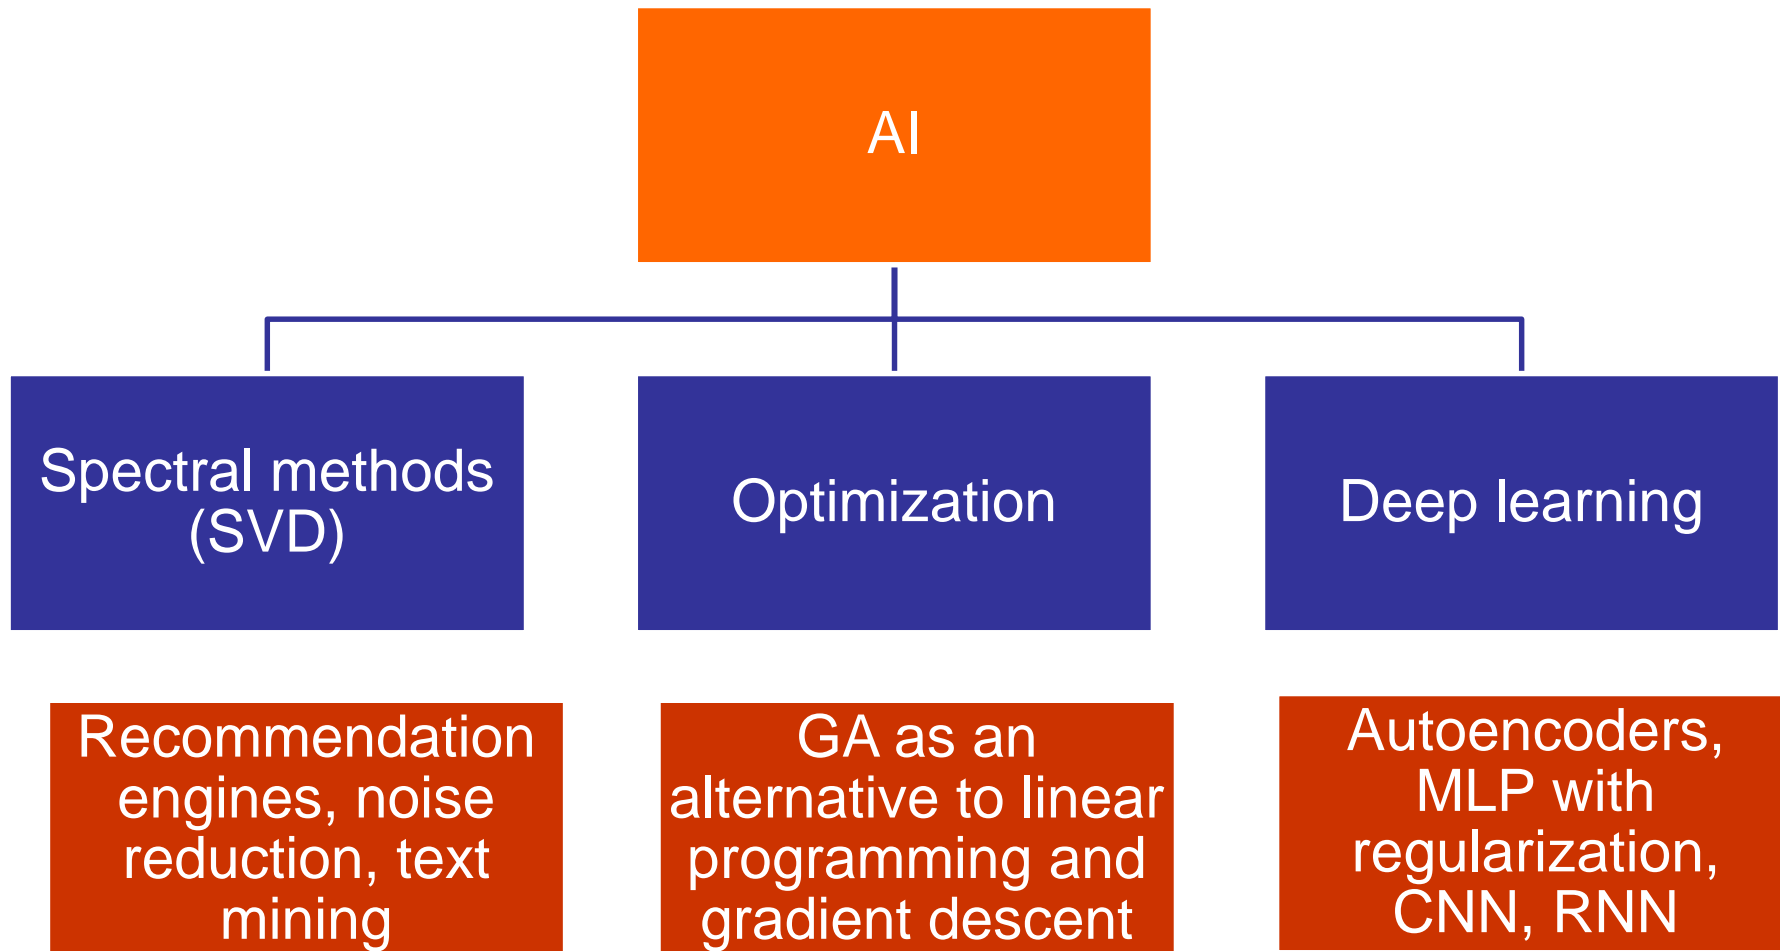 AI
Spectral methods
(SVD)
Optimization
Deep learning
Recommendation
engines, noise
reduction, text
mining
GA as an
alternative to linear
programming and
gradient descent
Autoencoders,
MLP with
regularization,
CNN, RNN